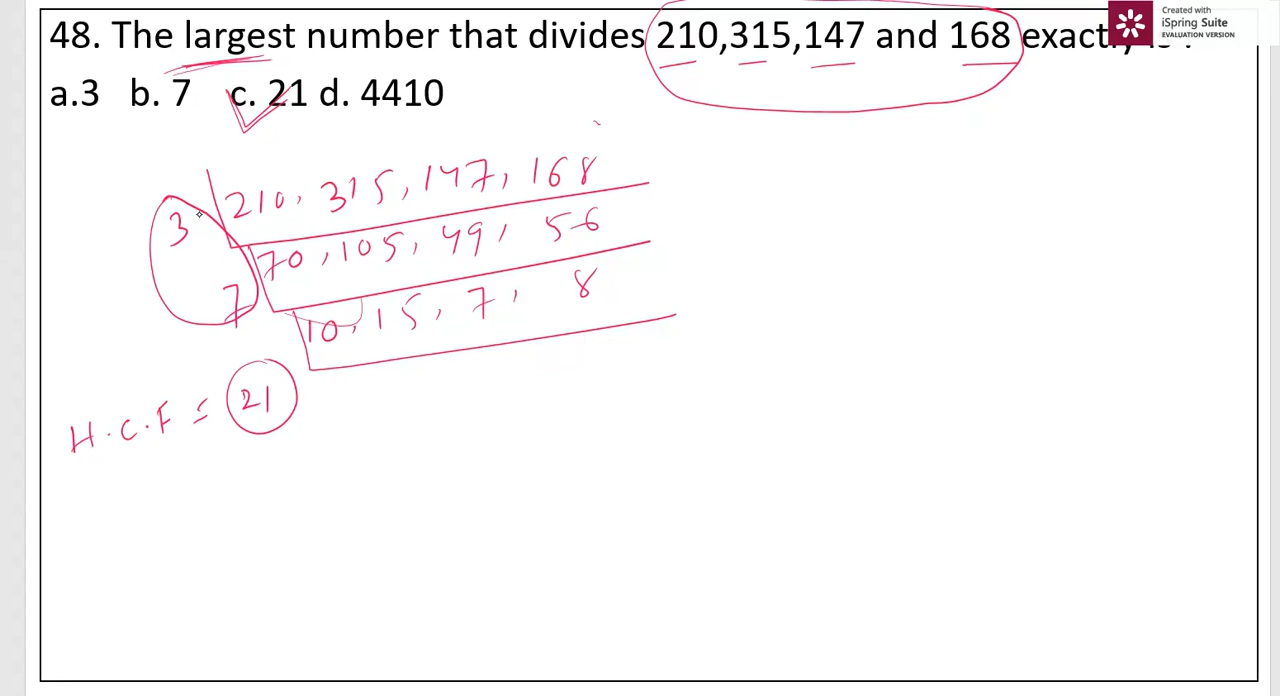 48. The largest number that divides 210,315,147 and 168 exactly is ?
a.3 b. 7 c. 21 d. 4410
Created with
iSpring Suite
EVALUATION VERSION
3 210, 315, 147, 168
7 70, 105, 49, 56
10, 15, 7, 8
H.C.F = 21